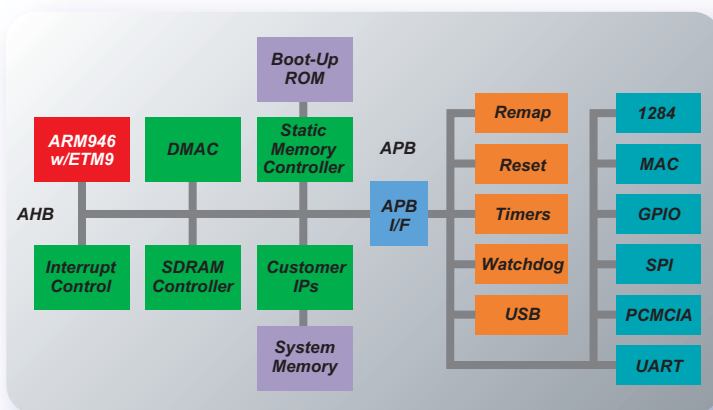 Boot-Up
ROM
ARM946
w/ETM9
DMAC
Static
Memory
Controller
APB
AHB
APB
I/F
Interrupt
Control
SDRAM
Controller
Customer
IPs
System
Memory
Remap
Reset
Timers
Watchdog
USB
1284
MAC
GPIO
SPI
PCMCIA
UART